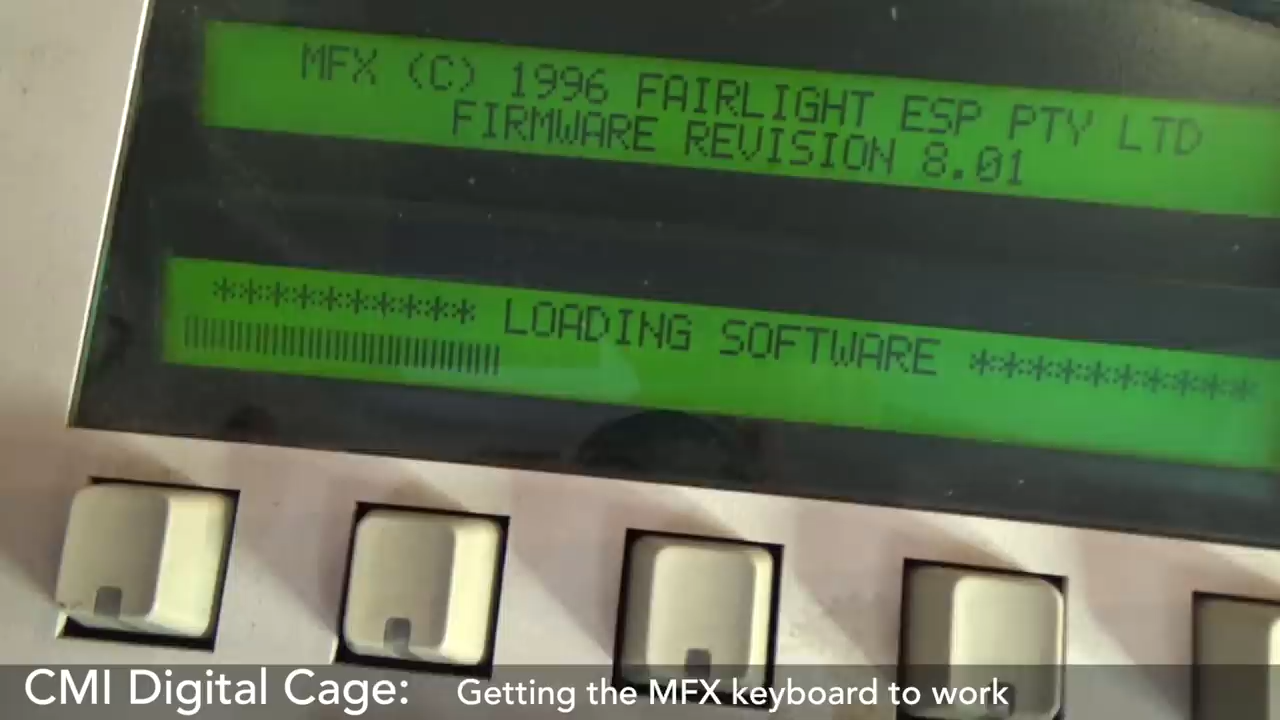 MFX (C) 1996 FAIRLIGHT ESP PTY LTD
FIRMWARE REVISION 8.01
********** LOADING SOFTWARE **********
CMI Digital Cage: Getting the MFX keyboard to work